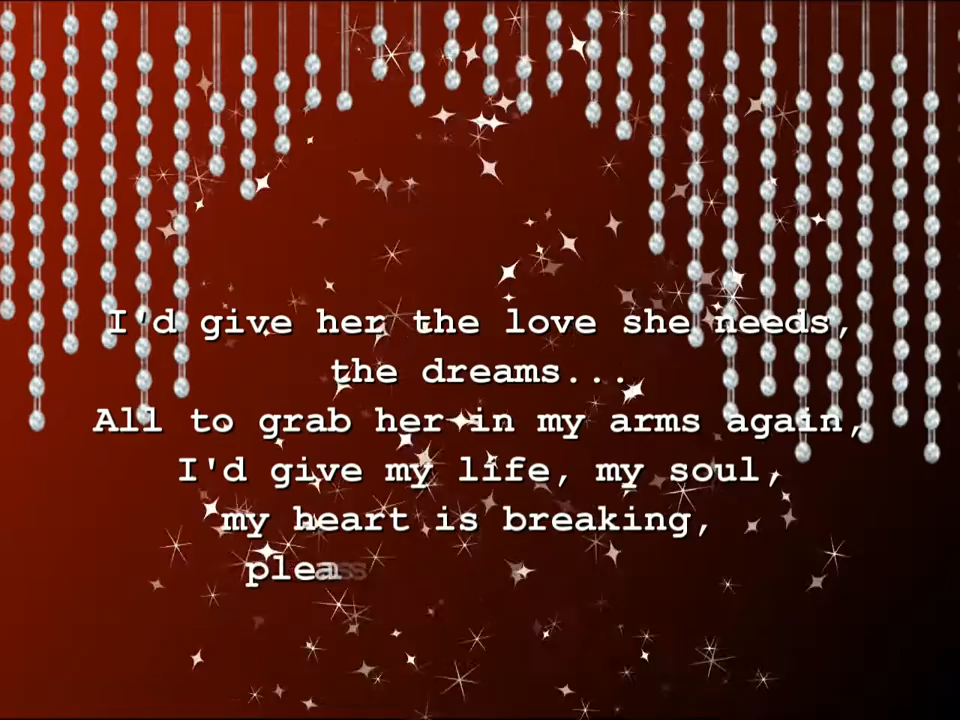 I'd give her the love she needs,
the dreams...
All to grab her in my arms again,
I'd give my life, my soul,
my heart is breaking,